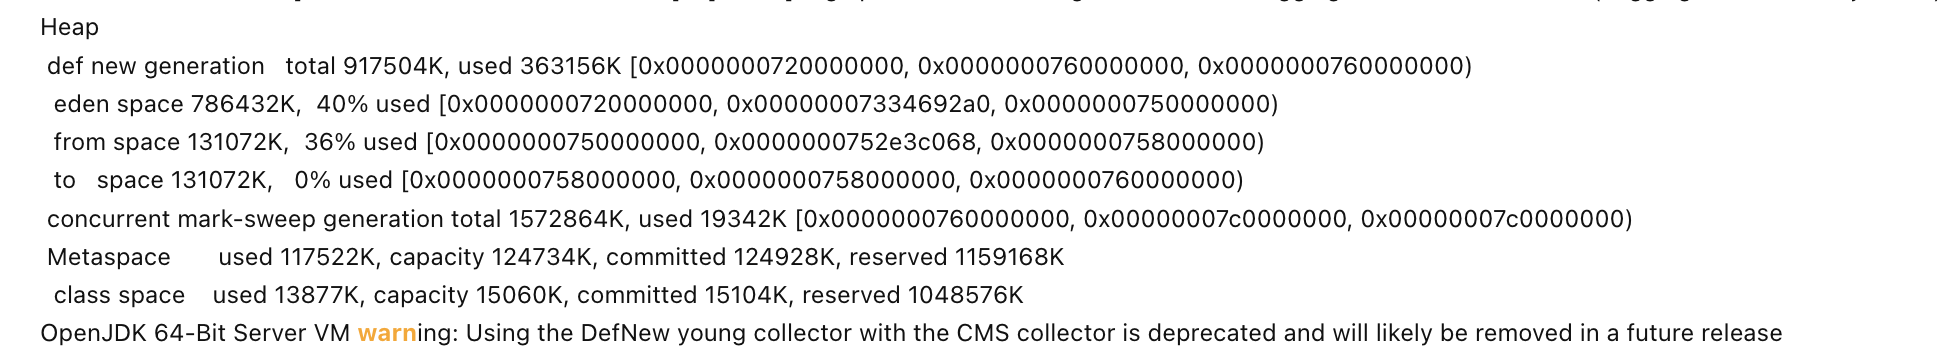 Heap
def new generation   total 917504K, used 363156K [0x0000000720000000, 0x0000000760000000, 0x0000000760000000)
eden space 786432K,  40% used [0x0000000720000000, 0x00000007334692a0, 0x0000000750000000)
from space 131072K,  36% used [0x0000000750000000, 0x0000000752e3c068, 0x0000000758000000)
to   space 131072K,   0% used [0x0000000758000000, 0x0000000758000000, 0x0000000760000000)
concurrent mark-sweep generation total 1572864K, used 19342K [0x0000000760000000, 0x00000007c0000000, 0x00000007c0000000)
Metaspace       used 117522K, capacity 124734K, committed 124928K, reserved 1159168K
class space    used 13877K, capacity 15060K, committed 15104K, reserved 1048576K
OpenJDK 64-Bit Server VM warning: Using the DefNew young collector with the CMS collector is deprecated and will likely be removed in a future release